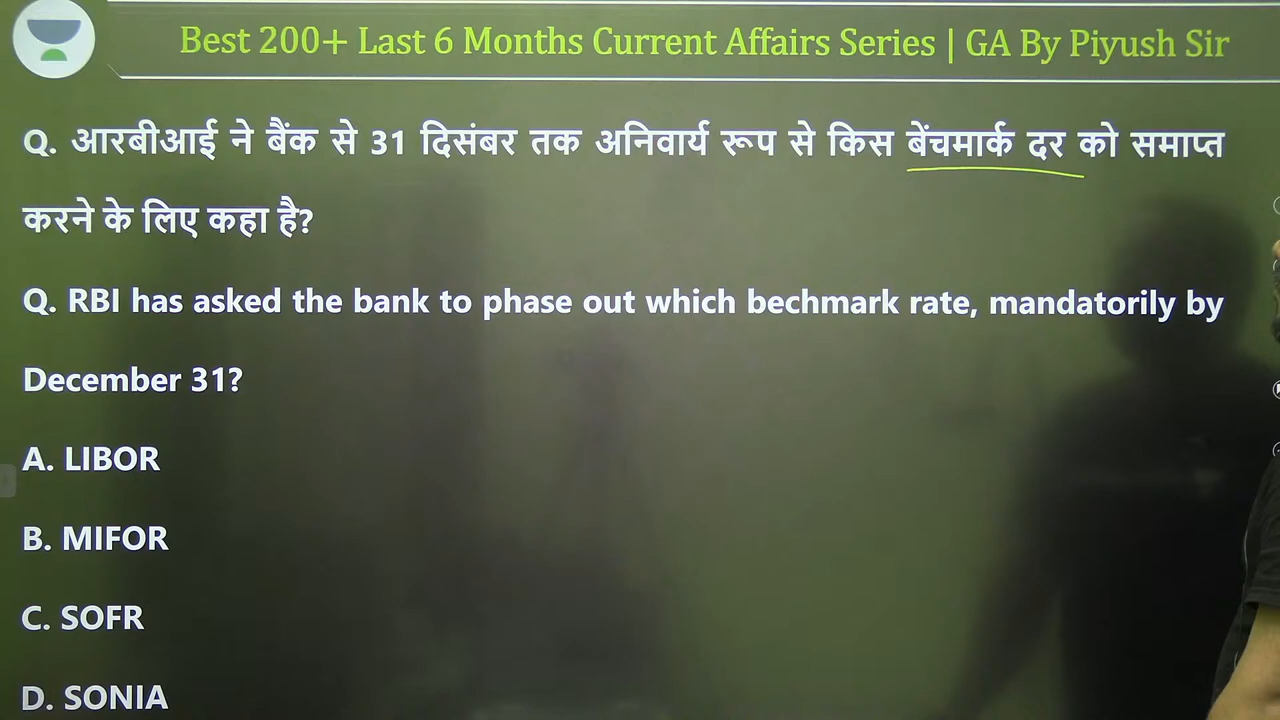 Best 200+ Last 6 Months Current Affairs Series | GA By Piyush Sir
Q. आरबीआई ने बैंक से 31 दिसंबर तक अनिवार्य रूप से किस बेंचमार्क दर को समाप्त
करने के लिए कहा है?
Q. RBI has asked the bank to phase out which bechmark rate, mandatorily by
December 31?
A. LIBOR
B. MIFOR
C. SOFR
D. SONIA